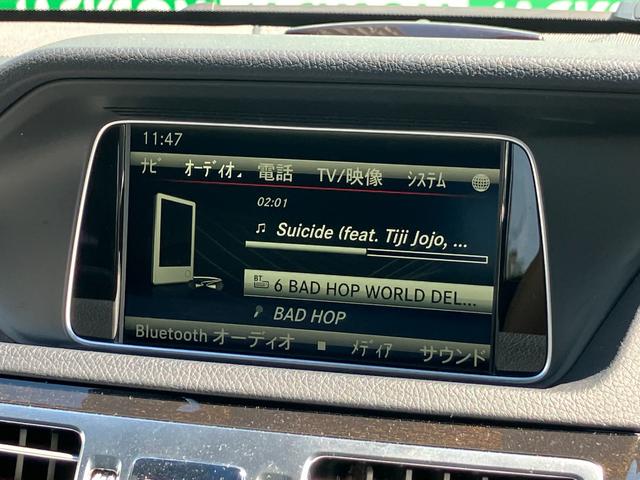 11:47
ナビ オーディオ 電話 TV/映像 システム
02:01
Suicide (feat. Tiji Jojo, ...
BT 6 BAD HOP WORLD DEL...
BAD HOP
Bluetooth オーディオ ■ メディア サウンド